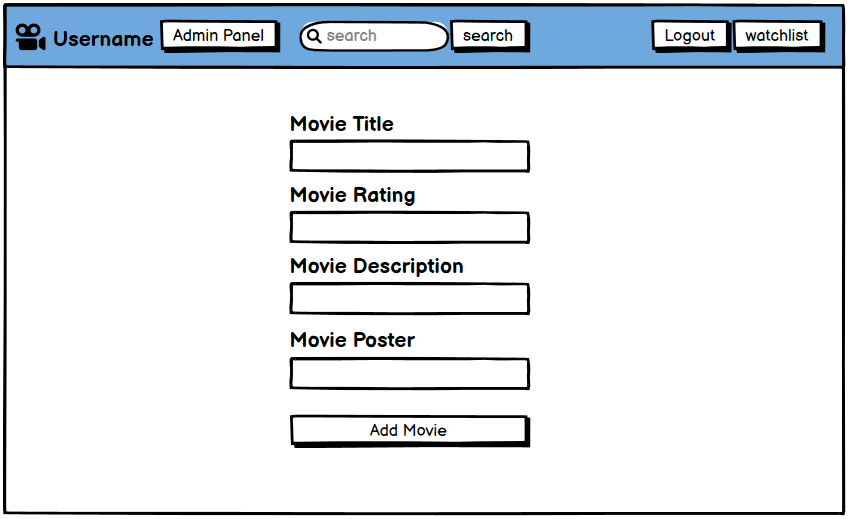 Username Admin Panel search search Logout watchlist
Movie Title
Movie Rating
Movie Description
Movie Poster
Add Movie